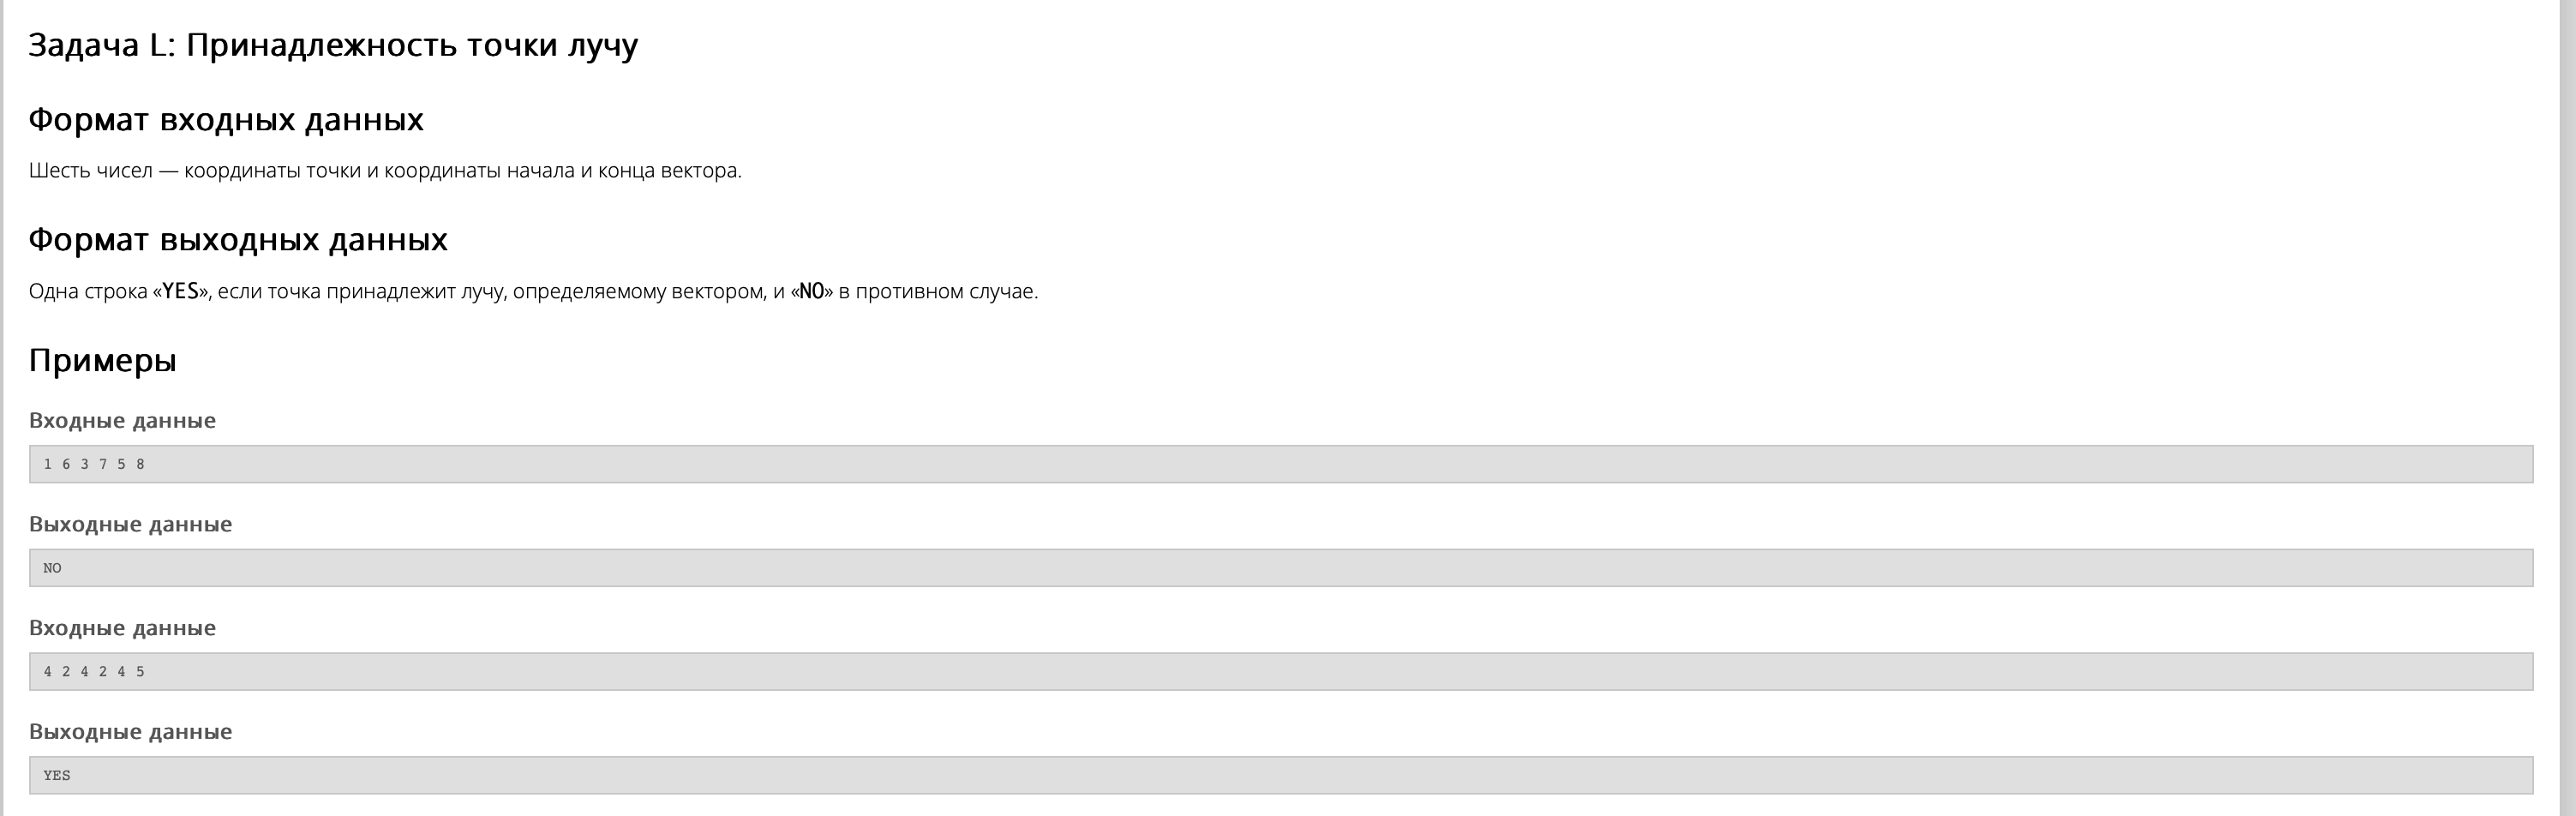 Задача L: Принадлежность точки лучу
Формат входных данных
Шесть чисел — координаты точки и координаты начала и конца вектора.
Формат выходных данных
Одна строка «YES», если точка принадлежит лучу, определяемому вектором, и «NO» в противном случае.
Примеры
Входные данные
1 6 3 7 5 8
Выходные данные
NO
Входные данные
4 2 4 2 4 5
Выходные данные
YES